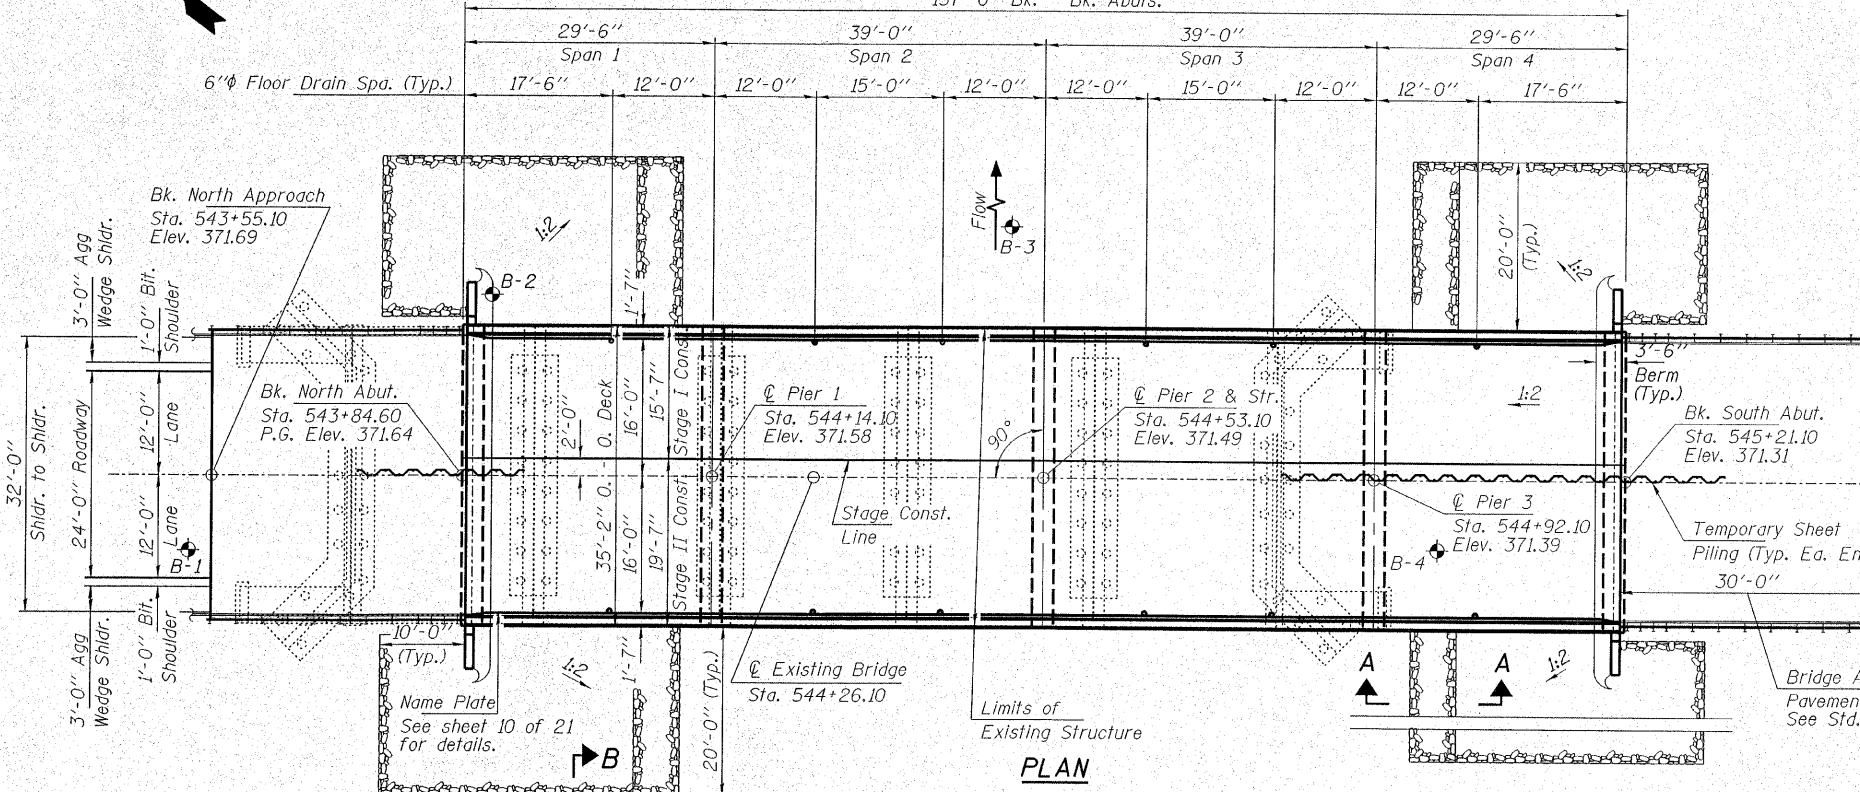 29'-6"
39'-0"
39'-0"
29'-6"
Span 1
Span 2
Span 3
Span 4
6"φ Floor Drain Spa. (Typ.)
17'-6"
12'-0"
12'-0"
15'-0"
12'-0"
12'-0"
15'-0"
12'-0"
12'-0"
17'-6"
Bk. North Approach
Sta. 543+55.10
Elev. 371.69
3'-0" Agg
Wedge Shldr.
1'-0" Bit.
Shoulder
1:2
B-2
1'-7"
Flow
B-3
20'-0"
(Typ.)
1:2
3'-6"
Berm
(Typ.)
1:2
32'-0"
Shldr. to Shldr.
24'-0" Roadway
12'-0"
Lane
12'-0"
Lane
B-1
Bk. North Abut.
Sta. 543+84.60
P.G. Elev. 371.64
2'-0"
35'-2" O.-O. Deck
16'-0"
16'-0"
15'-7"
19'-7"
Stage I Const.
Stage II Const.
℄ Pier 1
Sta. 544+14.10
Elev. 371.58
90°
℄ Pier 2 & Str.
Sta. 544+53.10
Elev. 371.49
Bk. South Abut.
Sta. 545+21.10
Elev. 371.31
Stage Const.
Line
℄ Pier 3
Sta. 544+92.10
Elev. 371.39
B-4
Temporary Sheet
Piling (Typ. Ea.
30'-0"
3'-0" Agg
Wedge Shldr.
1'-0" Bit.
Shoulder
10'-0"
(Typ.)
1:2
1'-7"
20'-0" (Typ.)
℄ Existing Bridge
Sta. 544+26.10
Name Plate
See sheet 10 of 21
for details.
B
Limits of
Existing Structure
A
A
1:2
Bridge
See Std.
PLAN